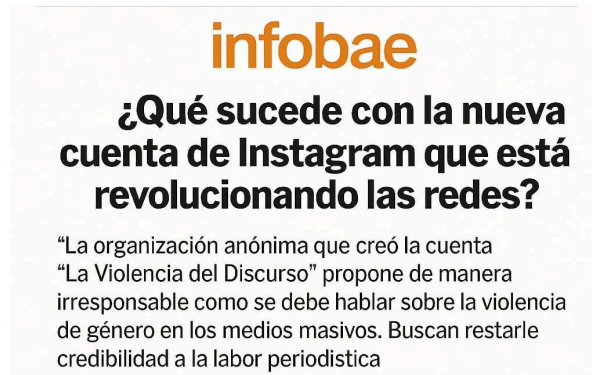 infobae
¿Qué sucede con la nueva
cuenta de Instagram que está
revolucionando las redes?
“La organización anónima que creó la cuenta
“La Violencia del Discurso” propone de manera
irresponsable como se debe hablar sobre la violencia
de género en los medios masivos. Buscan restarle
credibilidad a la labor periodistica